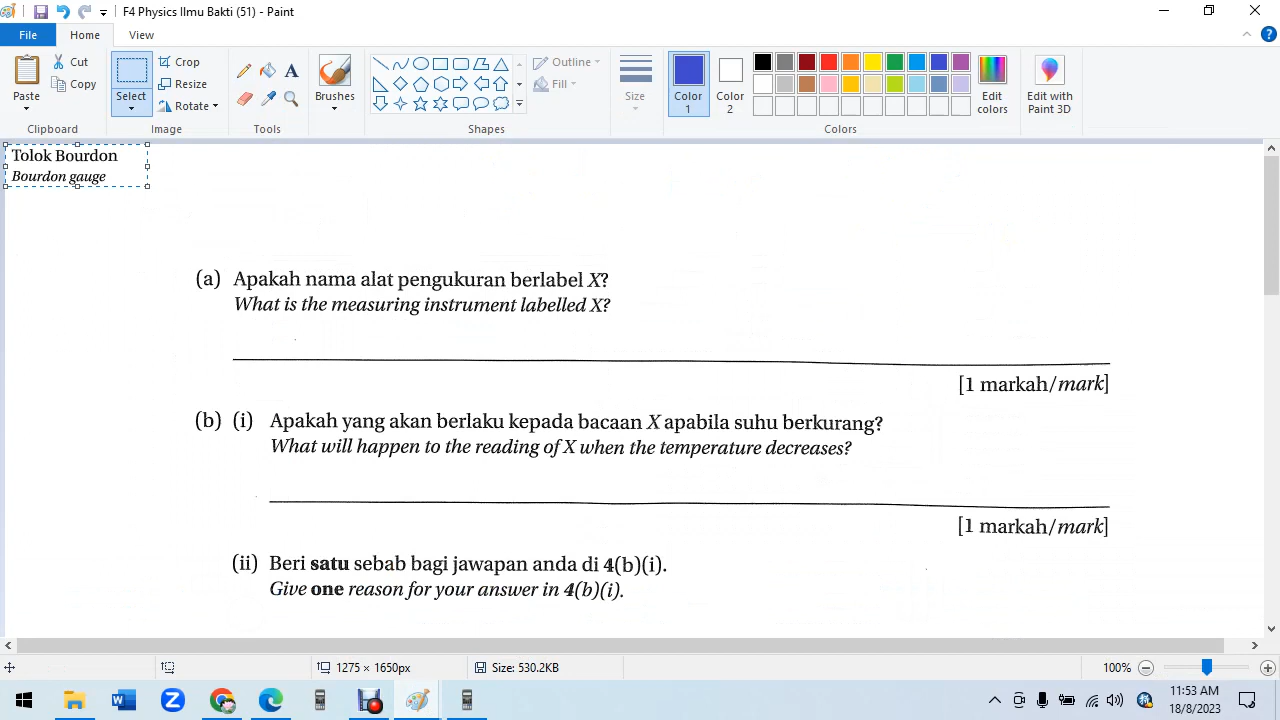 F4 Physics Ilmu Bakti (51) - Paint
File
Home
View
Paste
Cut
Copy
Clipboard
Select
Crop
Resize
Rotate
Image
Tools
Brushes
Shapes
Outline
Fill
Size
Color 1
Color 2
Colors
Edit colors
Edit with Paint 3D
Tolok Bourdon
Bourdon gauge
(a) Apakah nama alat pengukuran berlabel X?
What is the measuring instrument labelled X?
[1 markah/mark]
(b) (i) Apakah yang akan berlaku kepada bacaan X apabila suhu berkurang?
What will happen to the reading of X when the temperature decreases?
[1 markah/mark]
(ii) Beri satu sebab bagi jawapan anda di 4(b)(i).
Give one reason for your answer in 4(b)(i).
1275 × 1650px
Size: 530.2KB
100%
11:53 AM
18/8/2023